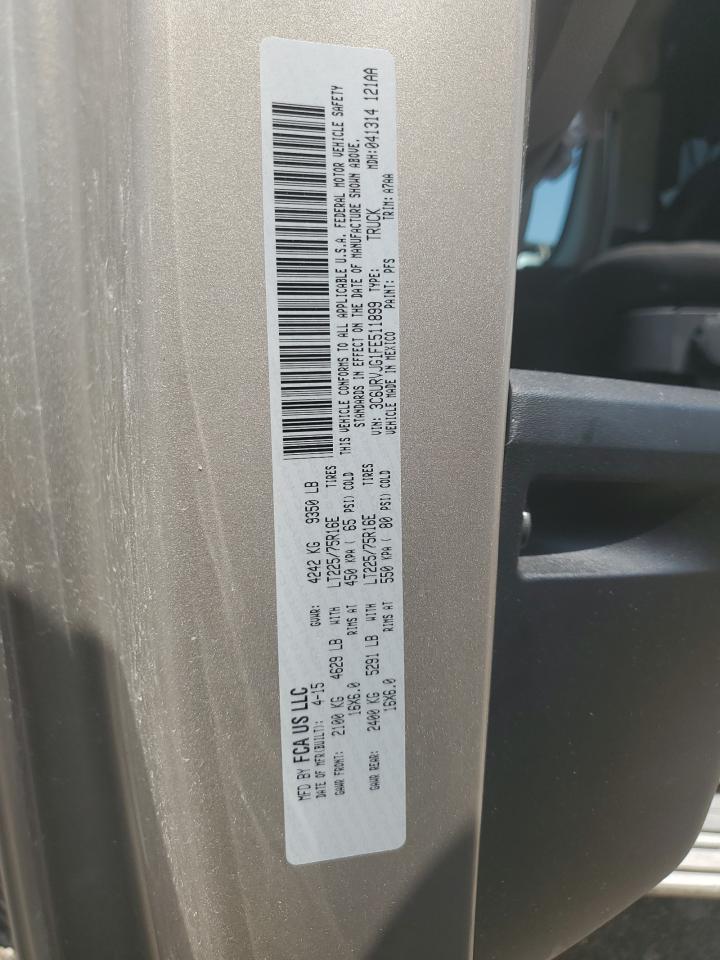 MFD BY FCA US LLC
DATE OF MFR(BUILT): 4-15 GVWR: 4242 KG 9350 LB
GAWR FRONT: 2100 KG 4629 LB WITH LT225/75R16E TIRES
16X6.0 RIMS AT 450 KPA ( 65 PSI) COLD
GAWR REAR: 2400 KG 5291 LB WITH LT225/75R16E TIRES
16X6.0 RIMS AT 550 KPA ( 80 PSI) COLD
THIS VEHICLE CONFORMS TO ALL APPLICABLE U.S.A. FEDERAL MOTOR VEHICLE SAFETY
STANDARDS IN EFFECT ON THE DATE OF MANUFACTURE SHOWN ABOVE.
VIN: 3C6URVJG1FE511899 TYPE: TRUCK MDH:041314 121AA
VEHICLE MADE IN MEXICO PAINT: PFS TRIM: A7AA